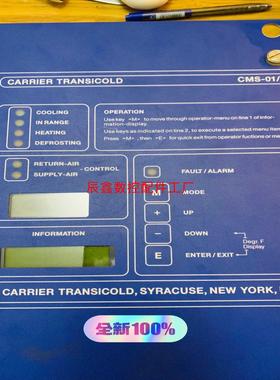 CARRIER TRANSICOLD CMS-01/
COOLING
IN RANGE
HEATING
DEFROSTING
OPERATION
Use key «M» to move through operator-menu on line 1 of in
mation-display.
Use keys as indicated on line 2, to execute a selected menu item
Press «M», then «E» for quick exit from operator fuctions or me
RETURN-AIR
SUPPLY-AIR
- CONTROL
FAULT / ALARM
M MODE
+ UP
- DOWN
E ENTER / EXIT
Degr. F
Display
INFORMATION
辰鑫数控配件工厂
CARRIER TRANSICOLD, SYRACUSE, NEW YORK,
全新100%